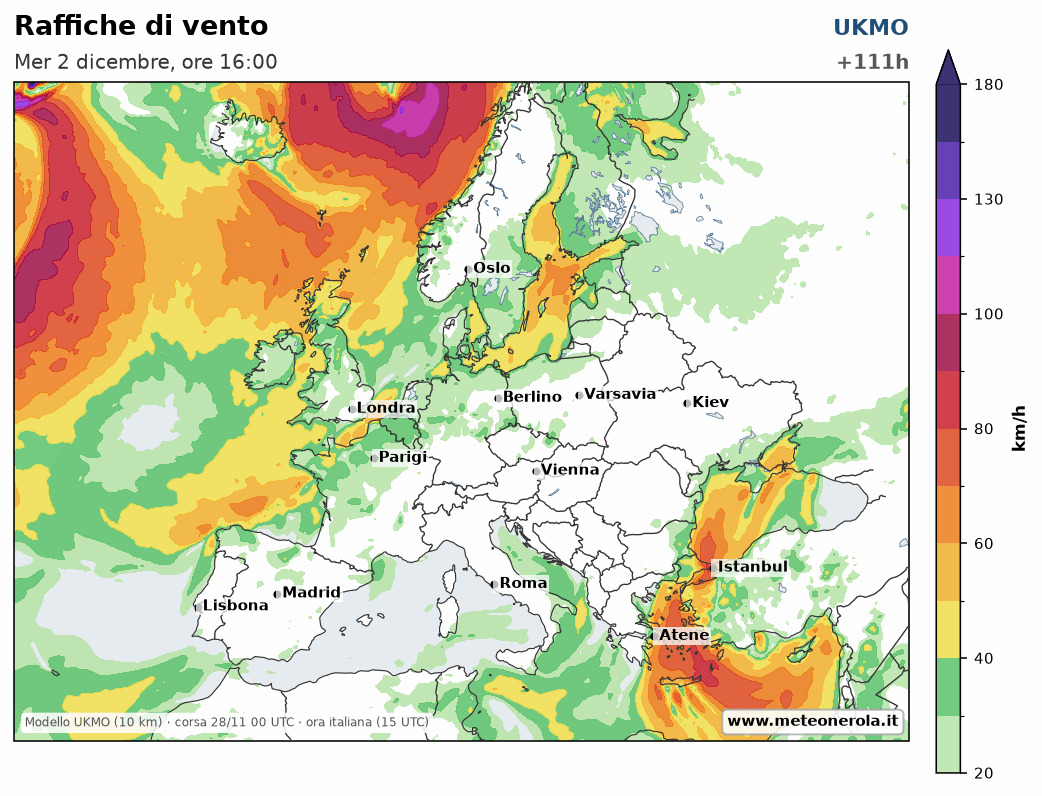 Raffiche di vento
UKMO
Mer 2 dicembre, ore 16:00
+111h
180
130
100
80
60
40
20
km/h
Oslo
Berlino
Varsavia
Kiev
Londra
Parigi
Vienna
Istanbul
Roma
Madrid
Lisbona
Atene
Modello UKMO (10 km) · corsa 28/11 00 UTC · ora italiana (15 UTC)
www.meteonerola.it